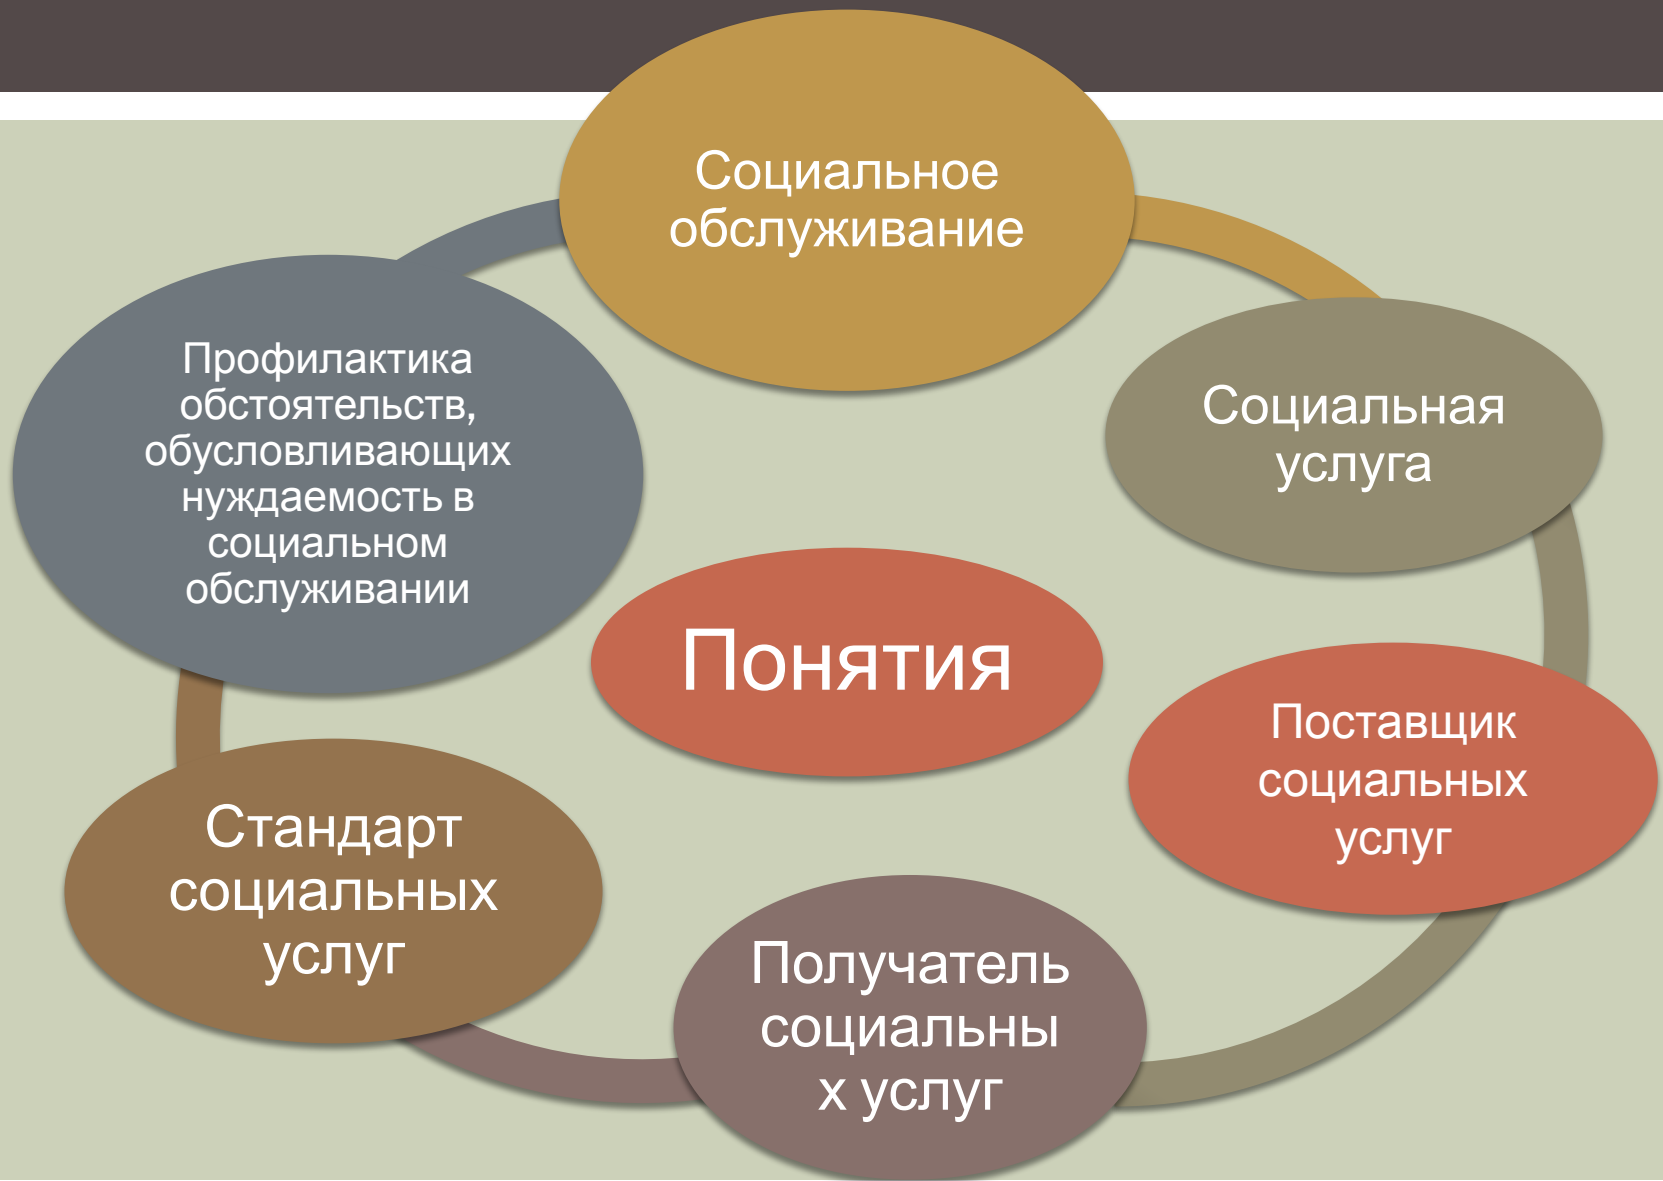 Социальное
обслуживание
Социальная
услуга
Поставщик
социальных
услуг
Получатель
социальны
х услуг
Стандарт
социальных
услуг
Профилактика
обстоятельств,
обусловливающих
нуждаемость в
социальном
обслуживании
Понятия